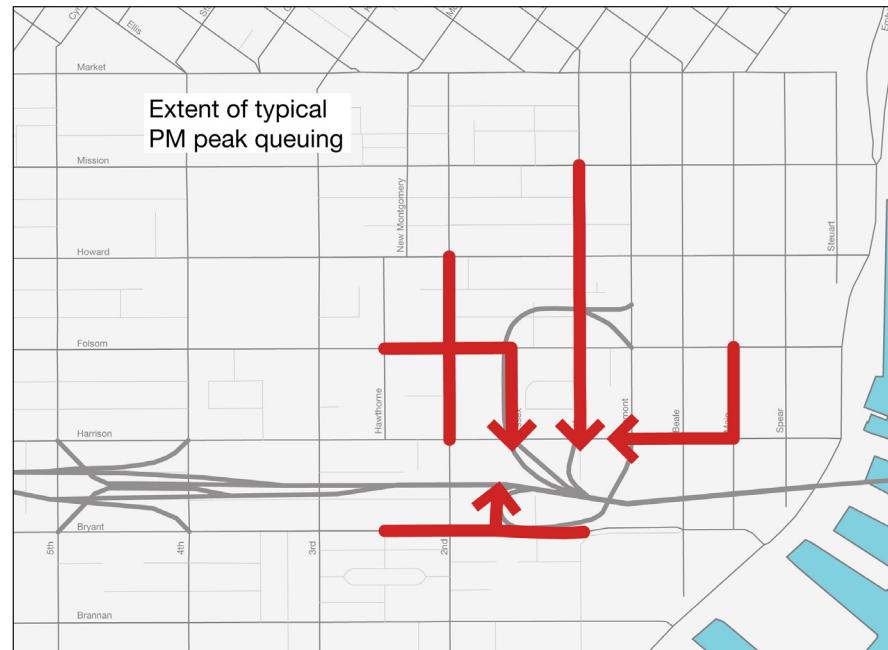 Ellis
Market
Extent of typical
PM peak queuing
Mission
New Montgomery
Howard
Steuart
Folsom
Hawthorne
Beale
Main
Spear
Harrison
Bryant
5th
4th
3rd
2nd
Brannan